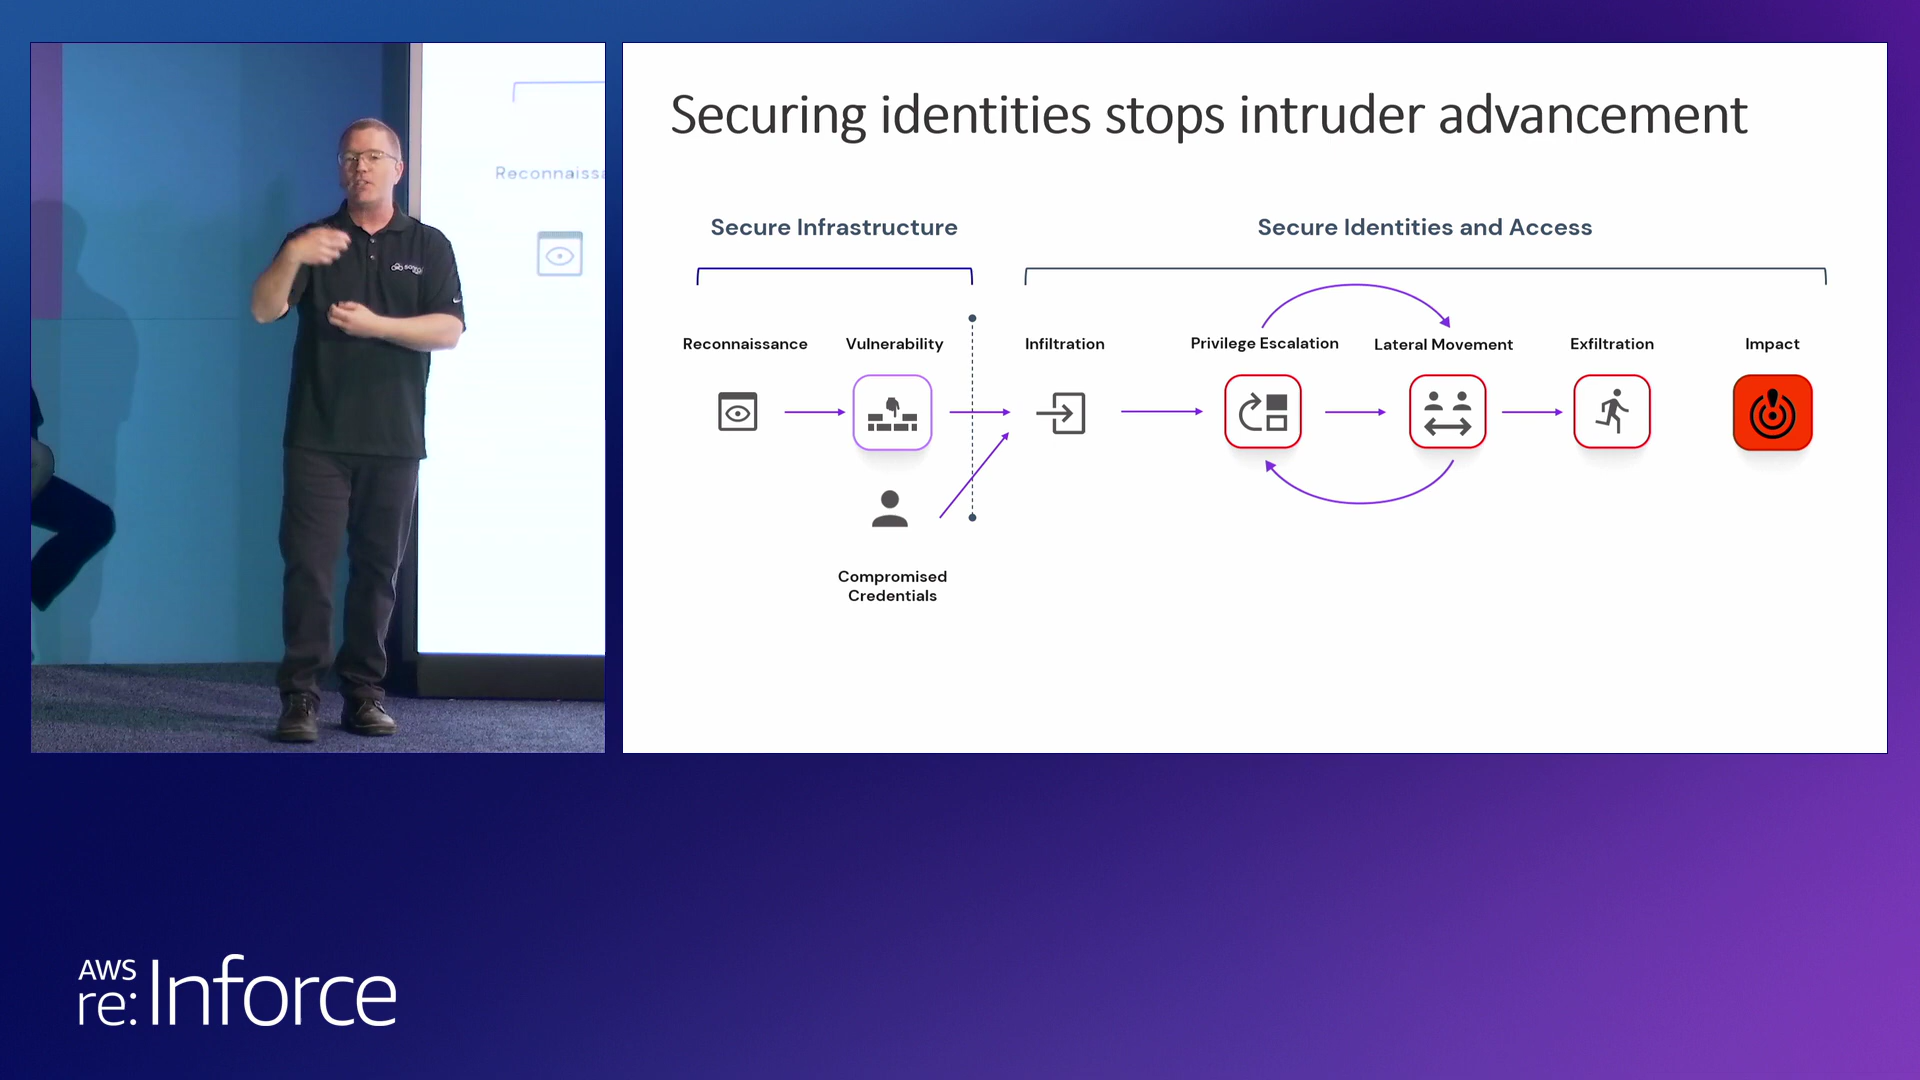 Reconnaissa
Securing identities stops intruder advancement
Secure Infrastructure
Secure Identities and Access
Reconnaissance
Vulnerability
Infiltration
Privilege Escalation
Lateral Movement
Exfiltration
Impact
Compromised
Credentials
AWS
re:Inforce